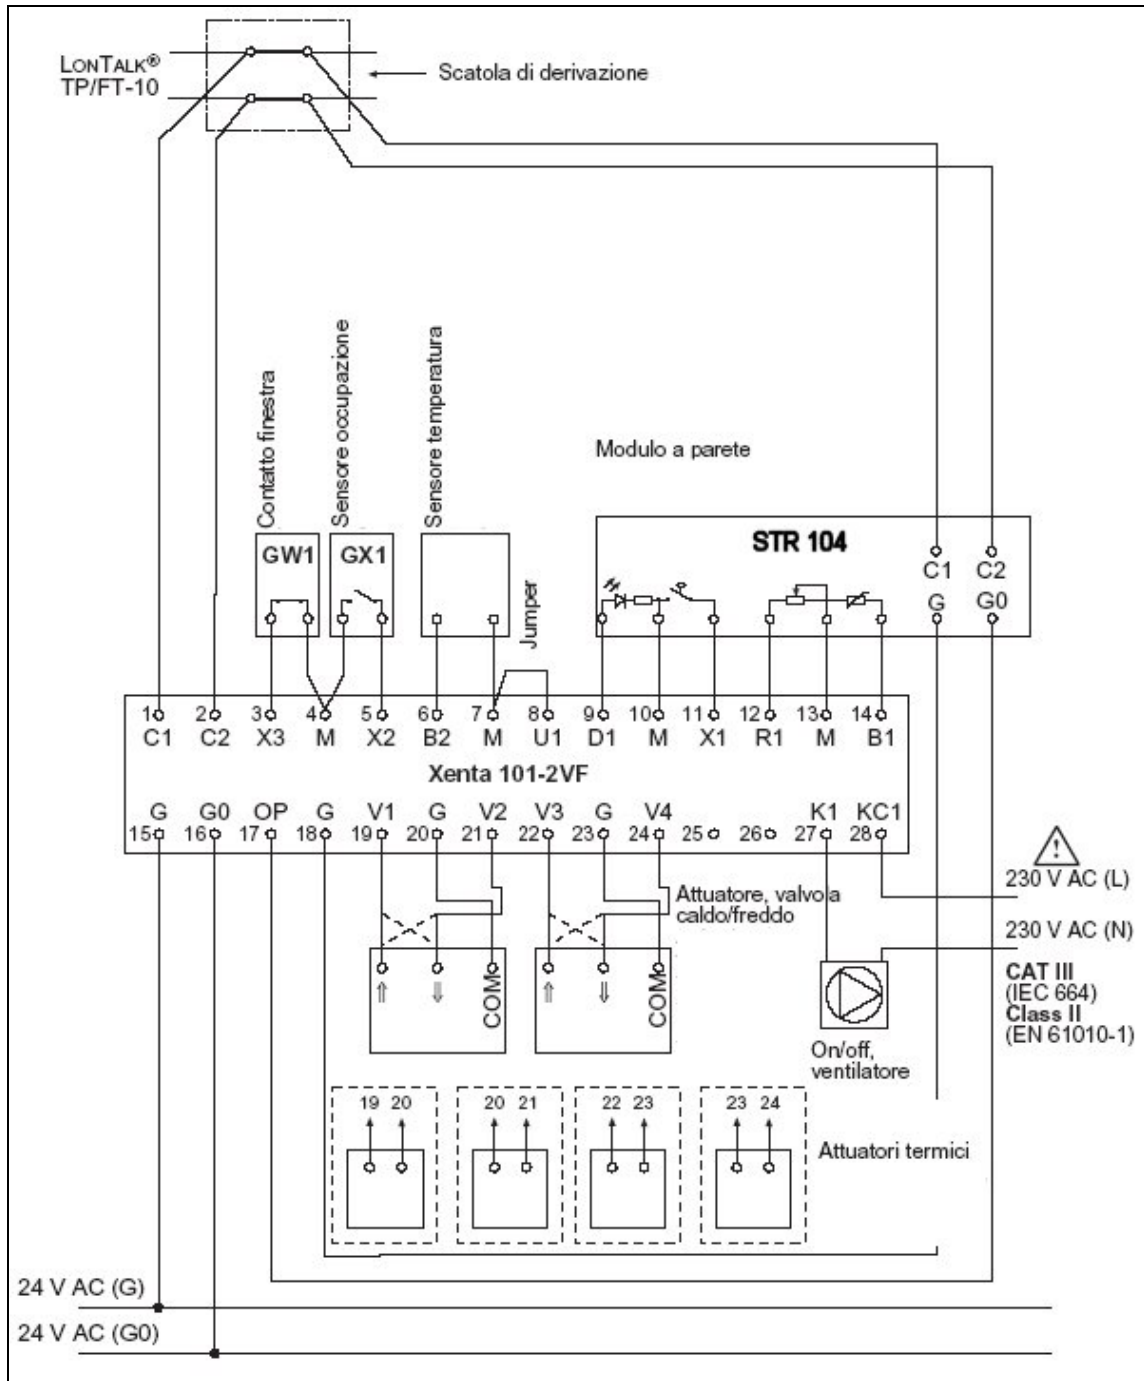 LONTALK®
TP/FT-10
Scatola di derivazione
Contatto finestra
Sensore occupazione
Sensore temperatura
Modulo a parete
GW1
GX1
Jumper
STR 104
C1 C2
G G0
1 2 3 4 5 6 7 8 9 10 11 12 13 14
C1 C2 X3 M X2 B2 M U1 D1 M X1 R1 M B1
Xenta 101-2VF
G G0 OP G V1 G V2 V3 G V4 K1 KC1
15 16 17 18 19 20 21 22 23 24 25 26 27 28
230 V AC (L)
Attuatore, valvola
caldo/freddo
230 V AC (N)
⇑ ⇓ COM
⇑ ⇓ COM
CAT III
(IEC 664)
Class II
(EN 61010-1)
On/off,
ventilatore
19 20
20 21
22 23
23 24
Attuatori termici
24 V AC (G)
24 V AC (G0)